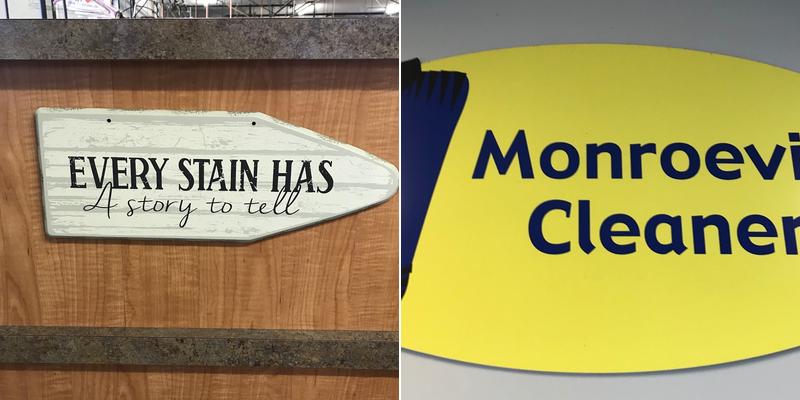 EVERY STAIN HAS
A story to tell
Monroevi
Cleaner